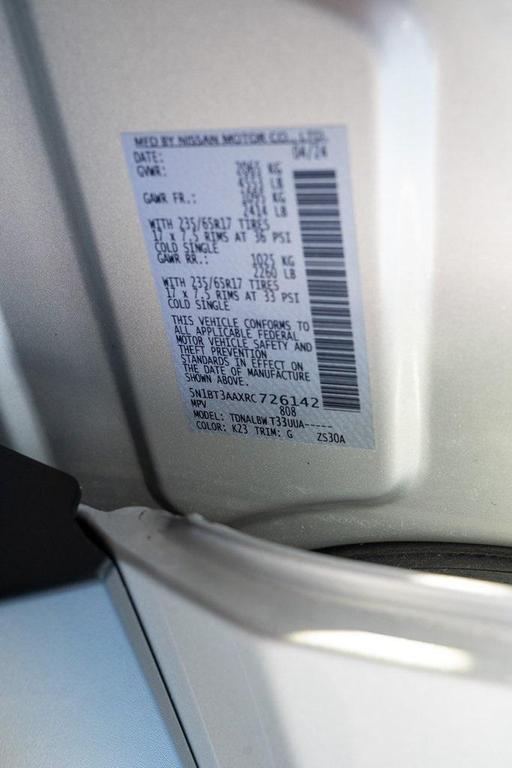 MFD BY NISSAN MOTOR CO., LTD.
DATE: 04/24
GVWR: 2065 KG
4553 LB
GAWR FR.: 1095 KG
2414 LB
WITH 235/65R17 TIRES
17 x 7.5 RIMS AT 36 PSI
COLD SINGLE
GAWR RR.: 1025 KG
2260 LB
WITH 235/65R17 TIRES
17 x 7.5 RIMS AT 33 PSI
COLD SINGLE
THIS VEHICLE CONFORMS TO
ALL APPLICABLE FEDERAL
MOTOR VEHICLE SAFETY AND
THEFT PREVENTION
STANDARDS IN EFFECT ON
THE DATE OF MANUFACTURE
SHOWN ABOVE.
5N1BT3AAXRC726142
MPV 808
MODEL: TDNALBW T33UUA-----
COLOR: K23 TRIM: G ZS30A